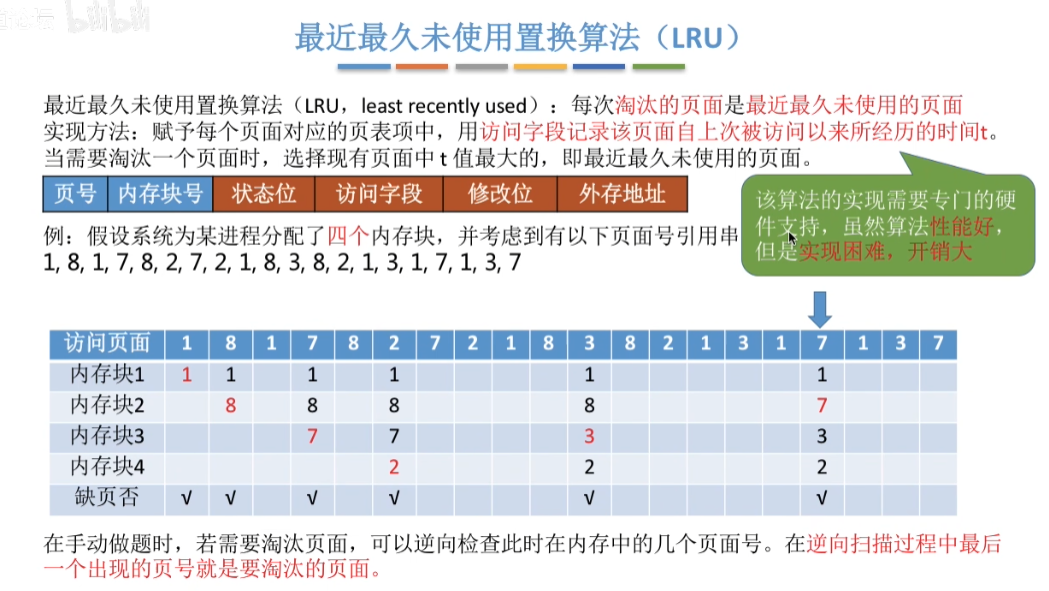 bilibili
最近最久未使用置换算法（LRU）
最近最久未使用置换算法（LRU，least recently used）：每次淘汰的页面是最近最久未使用的页面
实现方法：赋予每个页面对应的页表项中，用访问字段记录该页面自上次被访问以来所经历的时间t。
当需要淘汰一个页面时，选择现有页面中 t 值最大的，即最近最久未使用的页面。
页号 内存块号 状态位 访问字段 修改位 外存地址
该算法的实现需要专门的硬
件支持，虽然算法性能好，
但是实现困难，开销大
例：假设系统为某进程分配了四个内存块，并考虑到有以下页面号引用串
1, 8, 1, 7, 8, 2, 7, 2, 1, 8, 3, 8, 2, 1, 3, 1, 7, 1, 3, 7
访问页面 1 8 1 7 8 2 7 2 1 8 3 8 2 1 3 1 7 1 3 7
内存块1 1 1 1 1 1 1
内存块2 8 8 8 8 7
内存块3 7 7 3 3
内存块4 2 2 2
缺页否 √ √ √ √ √ √
在手动做题时，若需要淘汰页面，可以逆向检查此时在内存中的几个页面号。在逆向扫描过程中最后
一个出现的页号就是要淘汰的页面。